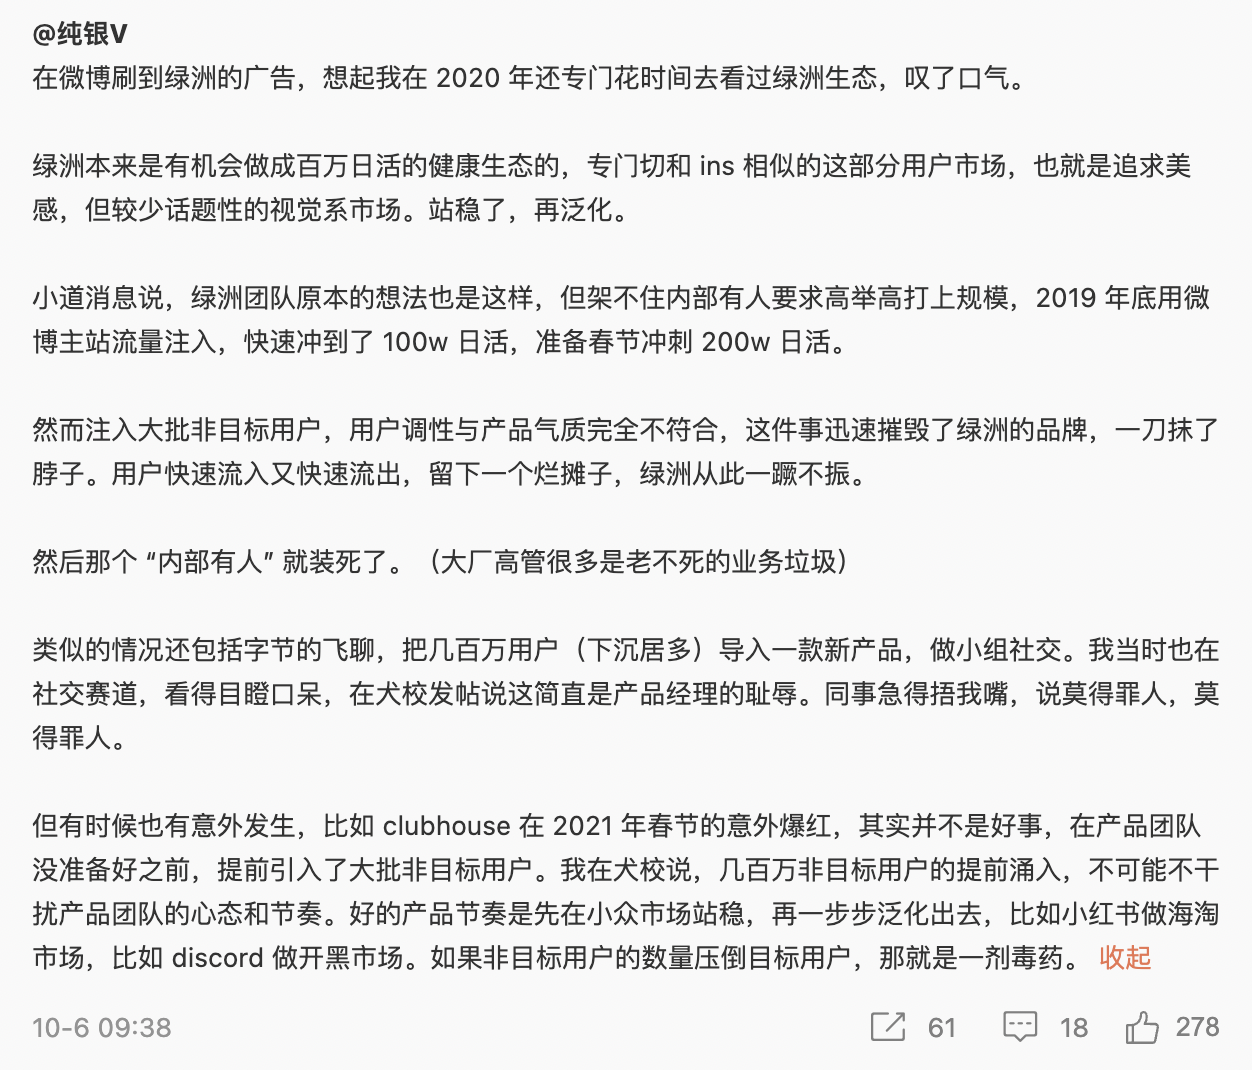 @纯银V
在微博刷到绿洲的广告，想起我在 2020 年还专门花时间去看过绿洲生态，叹了口气。
绿洲本来是有机会做成百万日活的健康生态的，专门切和 ins 相似的这部分用户市场，也就是追求美
感，但较少话题性的视觉系市场。站稳了，再泛化。
小道消息说，绿洲团队原本的想法也是这样，但架不住内部有人要求高举高打上规模，2019 年底用微
博主站流量注入，快速冲到了 100w 日活，准备春节冲刺 200w 日活。
然而注入大批非目标用户，用户调性与产品气质完全不符合，这件事迅速摧毁了绿洲的品牌，一刀抹了
脖子。用户快速流入又快速流出，留下一个烂摊子，绿洲从此一蹶不振。
然后那个 “内部有人” 就装死了。（大厂高管很多是老不死的业务垃圾）
类似的情况还包括字节的飞聊，把几百万用户（下沉居多）导入一款新产品，做小组社交。我当时也在
社交赛道，看得目瞪口呆，在犬校发帖说这简直是产品经理的耻辱。同事急得捂我嘴，说莫得罪人，莫
得罪人。
但有时候也有意外发生，比如 clubhouse 在 2021 年春节的意外爆红，其实并不是好事，在产品团队
没准备好之前，提前引入了大批非目标用户。我在犬校说，几百万非目标用户的提前涌入，不可能不干
扰产品团队的心态和节奏。好的产品节奏是先在小众市场站稳，再一步步泛化出去，比如小红书做海淘
市场，比如 discord 做开黑市场。如果非目标用户的数量压倒目标用户，那就是一剂毒药。 收起
10-6 09:38 61 18 278